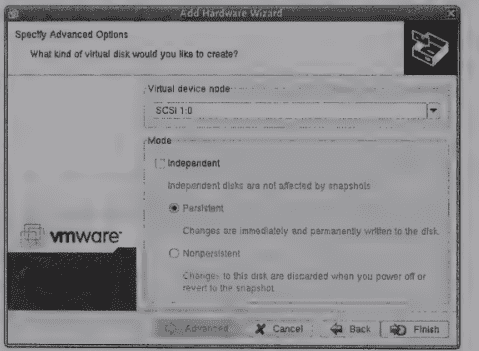 Add Hardware Wizard
Specify Advanced Options
What kind of virtual disk would you like to create?
Virtual device node
SCSI 1:0
Mode
Independent
Independent disks are not affected by snapshots
Persistent
Changes are immediately and permanently written to the disk.
Nonpersistent
Changes to this disk are discarded when you power off or
revert to the snapshot
vmware
Advanced
Cancel
Back
Finish